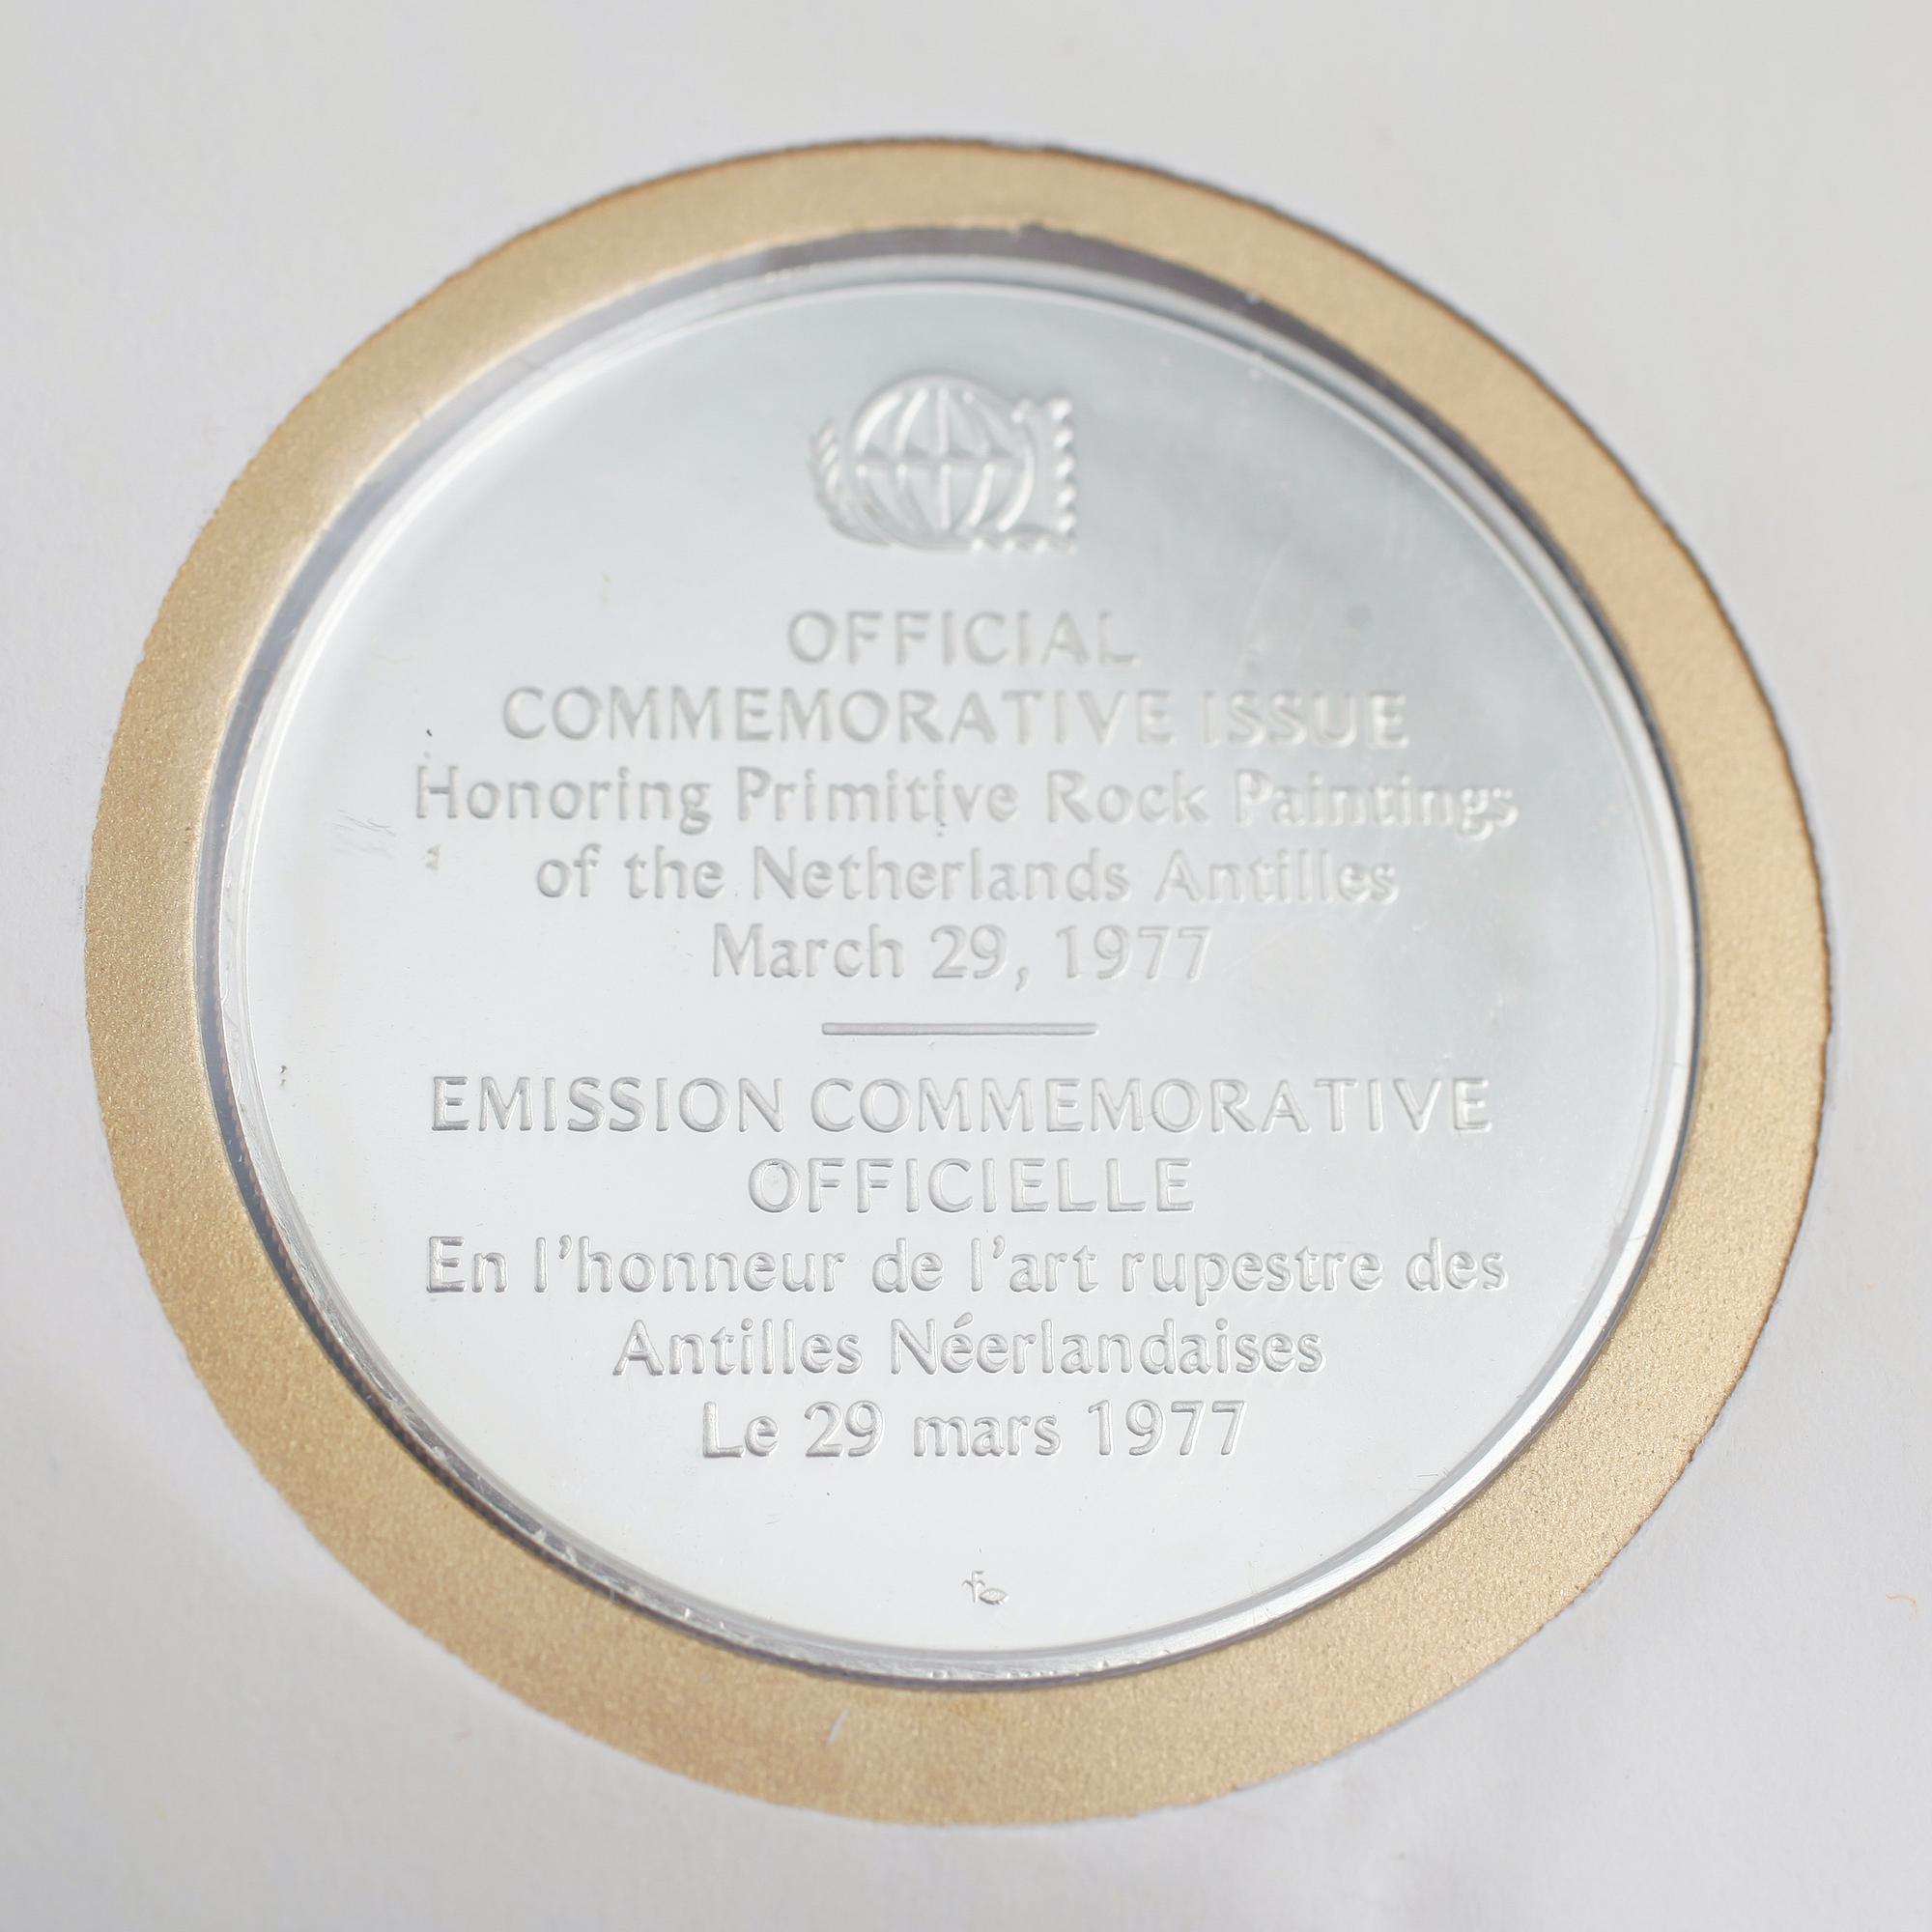 OFFICIAL
COMMEMORATIVE ISSUE
Honoring Primitive Rock Paintings
of the Netherlands Antilles
March 29, 1977
EMISSION COMMEMORATIVE
OFFICIELLE
En l'honneur de l'art rupestre des
Antilles Néerlandaises
Le 29 mars 1977